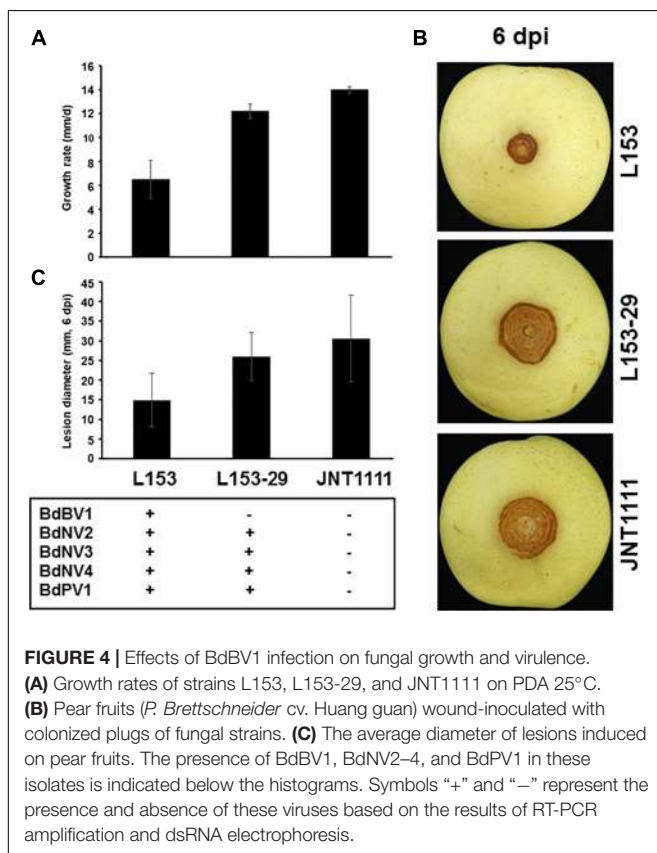 A
B
6 dpi
16
14
12
10
8
6
4
2
0
Growth rate (mm/d)
L153
C
45
40
35
30
25
20
15
10
5
0
Lesion diameter (mm, 6 dpi)
L153-29
L153 L153-29 JNT1111
BdBV1 + - -
BdNV2 + + -
BdNV3 + + -
BdNV4 + + -
BdPV1 + + -
JNT1111
FIGURE 4 | Effects of BdBV1 infection on fungal growth and virulence.
(A) Growth rates of strains L153, L153-29, and JNT1111 on PDA 25°C.
(B) Pear fruits (P. Brettschneider cv. Huang guan) wound-inoculated with
colonized plugs of fungal strains. (C) The average diameter of lesions induced
on pear fruits. The presence of BdBV1, BdNV2–4, and BdPV1 in these
isolates is indicated below the histograms. Symbols “+” and “−” represent the
presence and absence of these viruses based on the results of RT-PCR
amplification and dsRNA electrophoresis.